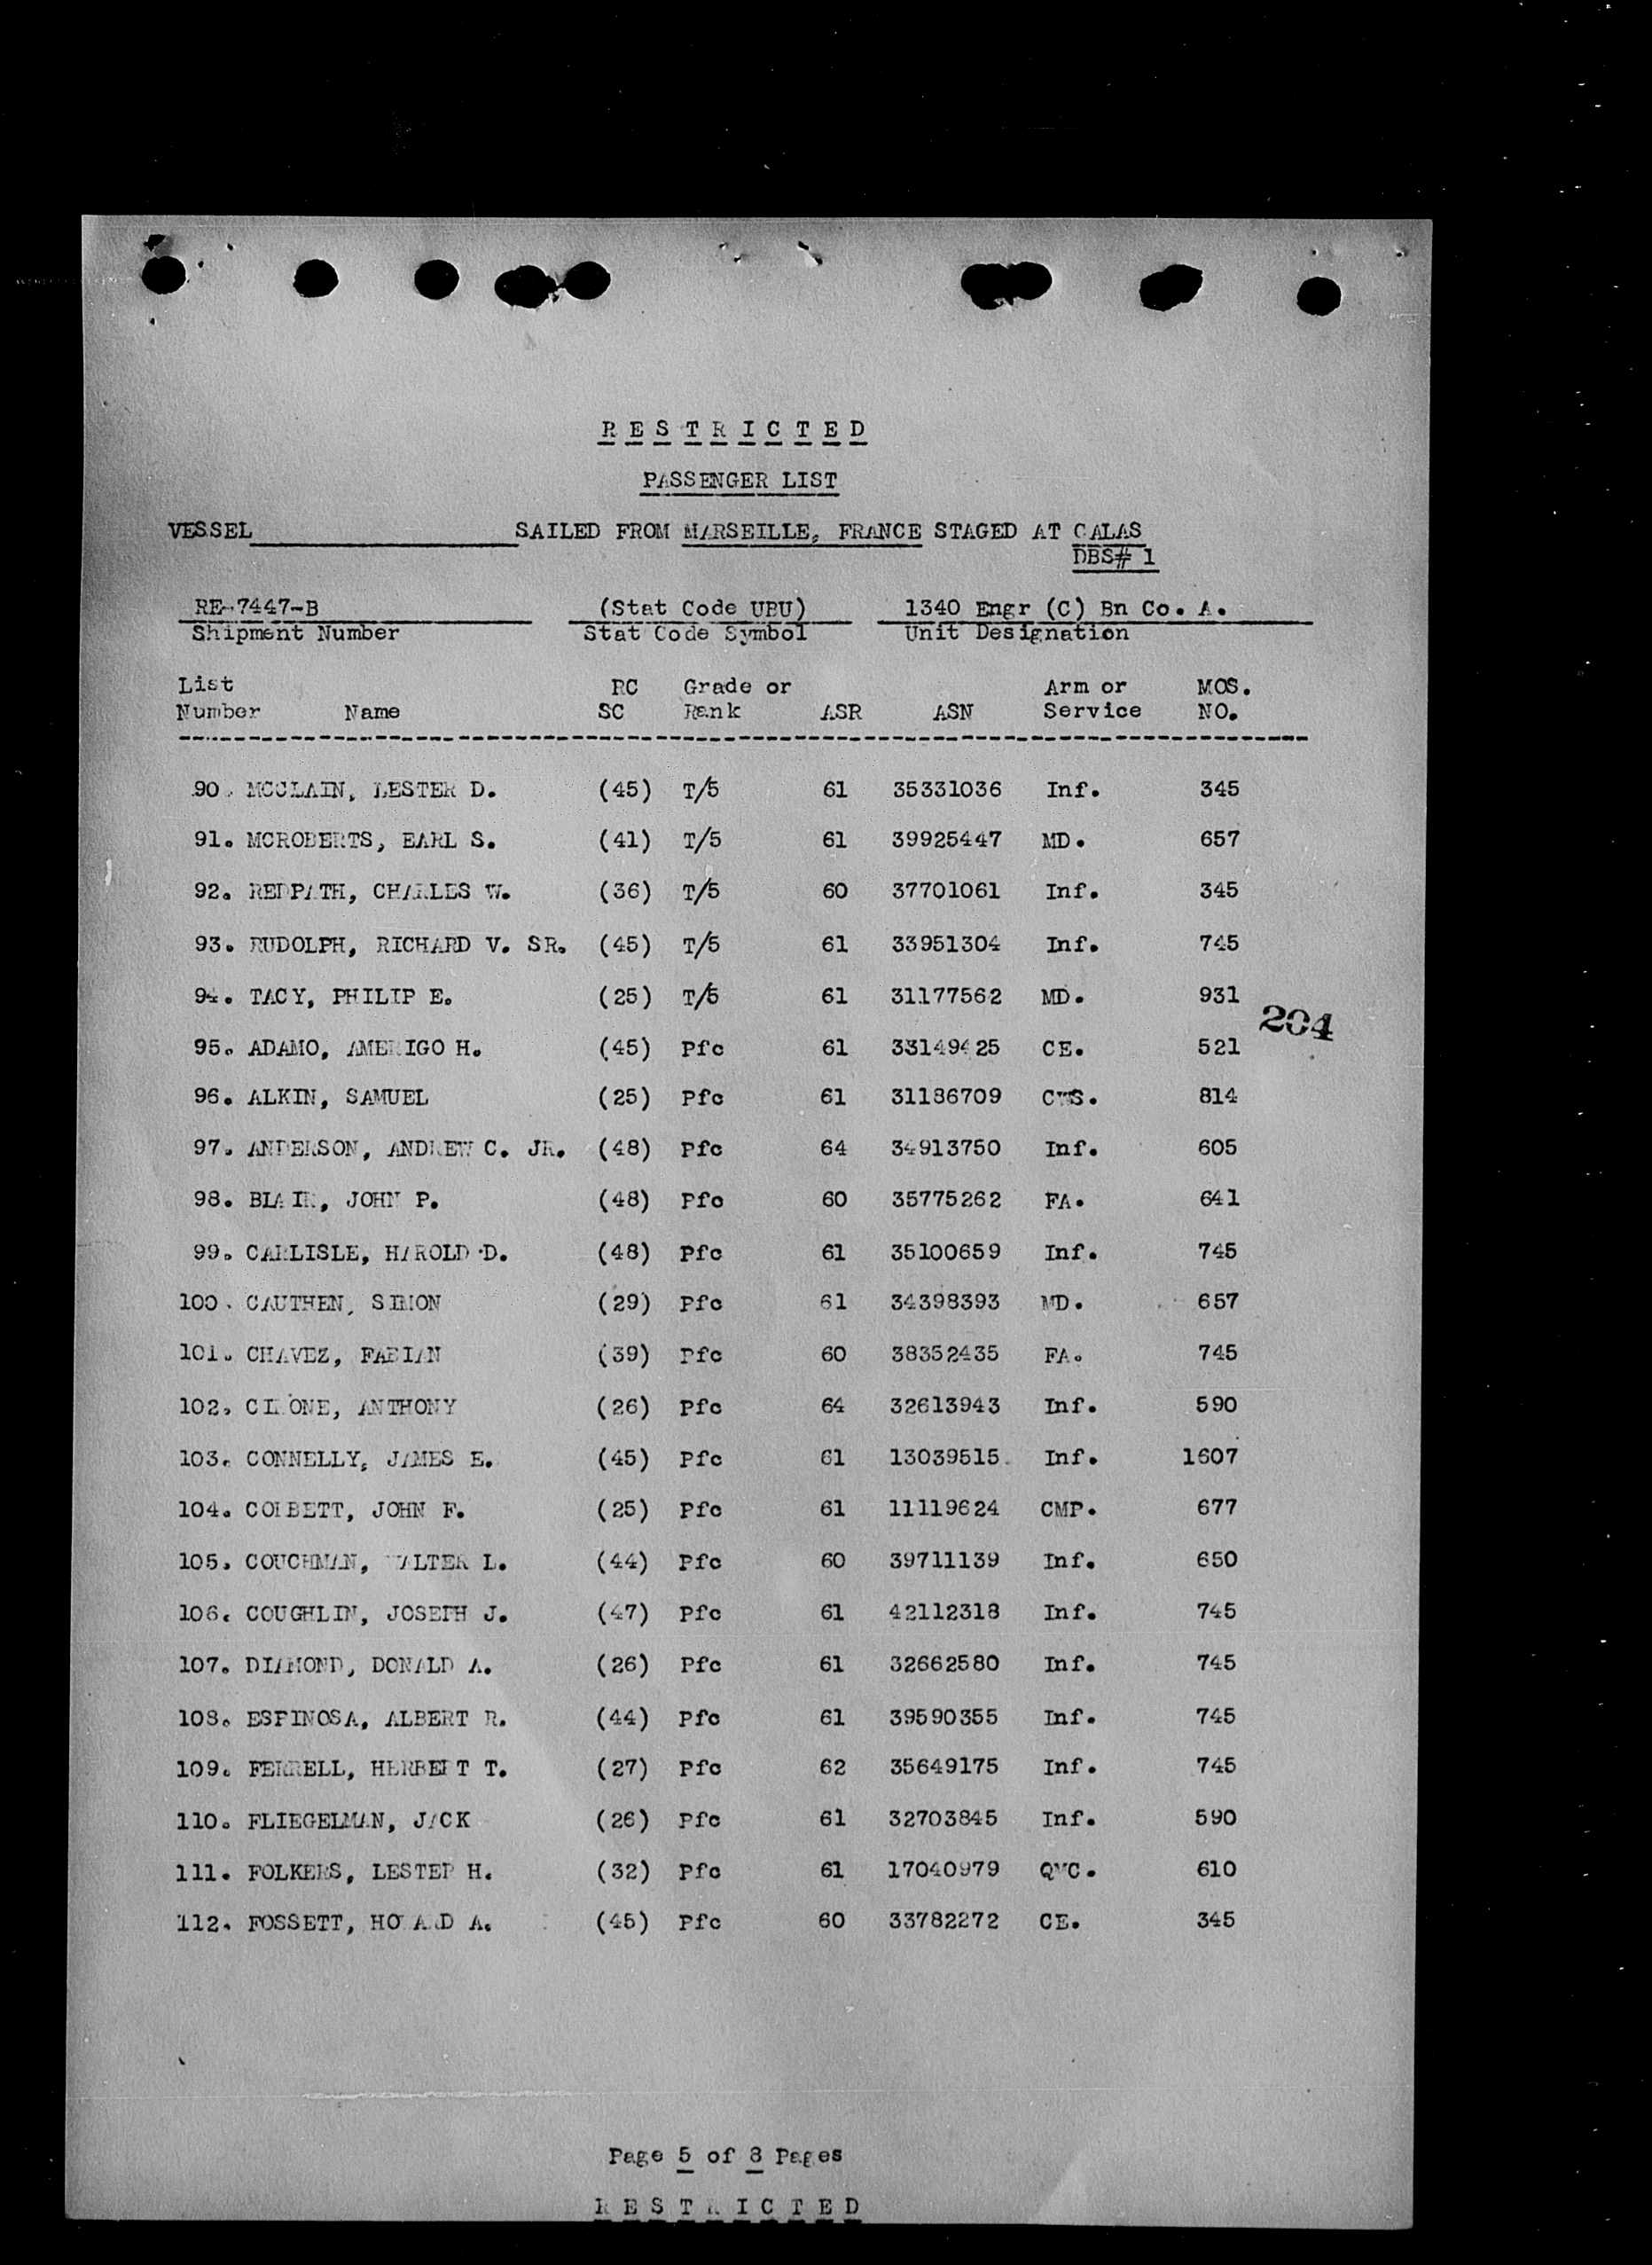 RESTRICTED
PASSENGER LIST
VESSEL SAILED FROM MARSEILLE, FRANCE STAGED AT CALAS
DBS# 1
RE-7447-B (Stat Code UPU) 1340 Engr (C) Bn Co. A.
Shipment Number Stat Code Symbol Unit Designation
List RC Grade or Arm or MOS.
Number Name SC Rank ASR ASN Service NO.
90. MCCLAIN, LESTER D. (45) T/5 61 35331036 Inf. 345
91. MCROBERTS, EARL S. (41) T/5 61 39925447 MD. 657
92. REDPATH, CHARLES W. (36) T/5 60 37701061 Inf. 345
93. RUDOLPH, RICHARD V. SR. (45) T/5 61 33951304 Inf. 745
94. TACY, PHILIP E. (25) T/5 61 31177562 MD. 931
204
95. ADAMO, AMERIGO H. (45) Pfc 61 33149425 CE. 521
96. ALKIN, SAMUEL (25) Pfc 61 31186709 CWS. 814
97. ANDERSON, ANDREW C. JR. (48) Pfc 64 34913750 Inf. 605
98. BLAIR, JOHN P. (48) Pfc 60 35775262 FA. 641
99. CARLISLE, HAROLD D. (48) Pfc 61 35100659 Inf. 745
100. CAUTHEN, SIMON (29) Pfc 61 34398393 MD. 657
101. CHAVEZ, FABIAN (39) Pfc 60 38352435 FA. 745
102. CIRONE, ANTHONY (26) Pfc 64 32613943 Inf. 590
103. CONNELLY, JAMES E. (45) Pfc 61 13039515 Inf. 1607
104. CORBETT, JOHN F. (25) Pfc 61 11119624 CMP. 677
105. COUCHMAN, WALTER L. (44) Pfc 60 39711139 Inf. 650
106. COUGHLIN, JOSEPH J. (47) Pfc 61 42112318 Inf. 745
107. DIAMOND, DONALD A. (26) Pfc 61 32662580 Inf. 745
108. ESPINOSA, ALBERT R. (44) Pfc 61 39590355 Inf. 745
109. FERRELL, HERBERT T. (27) Pfc 62 35649175 Inf. 745
110. FLIEGELMAN, JACK (26) Pfc 61 32703845 Inf. 590
111. FOLKERS, LESTER H. (32) Pfc 61 17040979 QMC. 610
112. FOSSETT, HOWARD A. (45) Pfc 60 33782272 CE. 345
Page 5 of 8 Pages
RESTRICTED